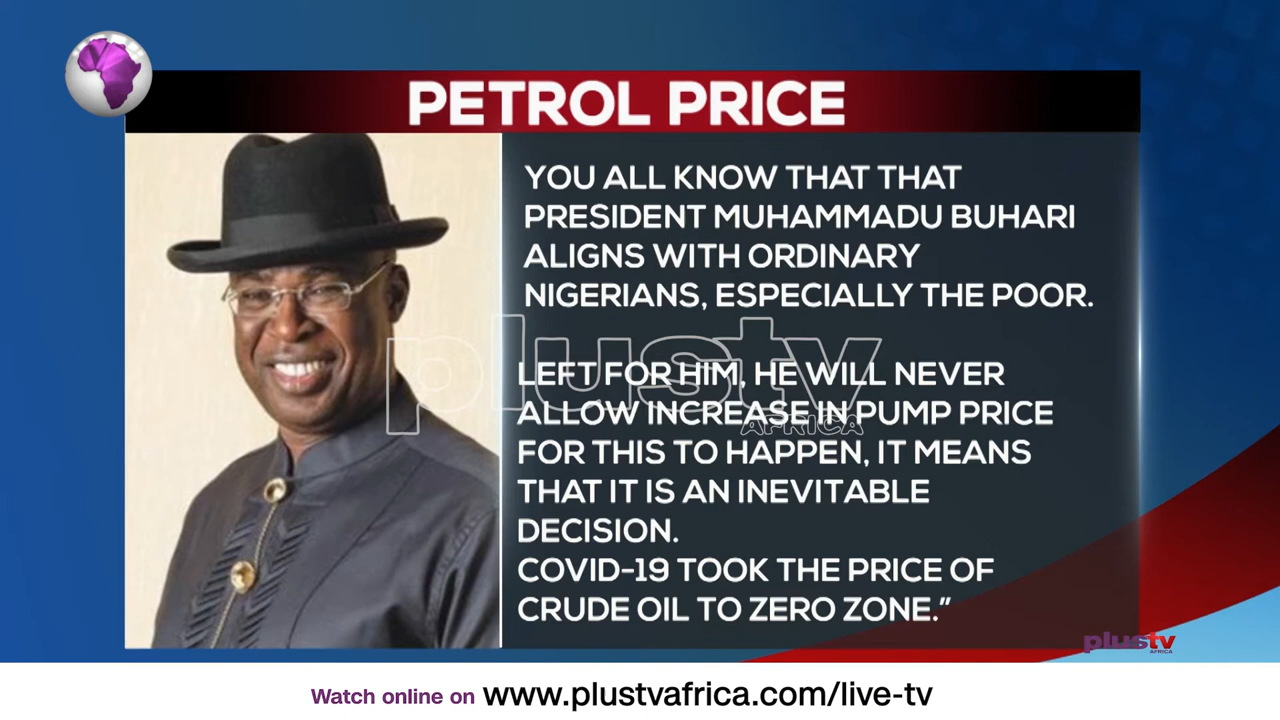 PETROL PRICE
YOU ALL KNOW THAT THAT
PRESIDENT MUHAMMADU BUHARI
ALIGNS WITH ORDINARY
NIGERIANS, ESPECIALLY THE POOR.
LEFT FOR HIM, HE WILL NEVER
ALLOW INCREASE IN PUMP PRICE
FOR THIS TO HAPPEN, IT MEANS
THAT IT IS AN INEVITABLE
DECISION.
COVID-19 TOOK THE PRICE OF
CRUDE OIL TO ZERO ZONE.”
plustv
AFRICA
plustv
AFRICA
Watch online on www.plustvafrica.com/live-tv